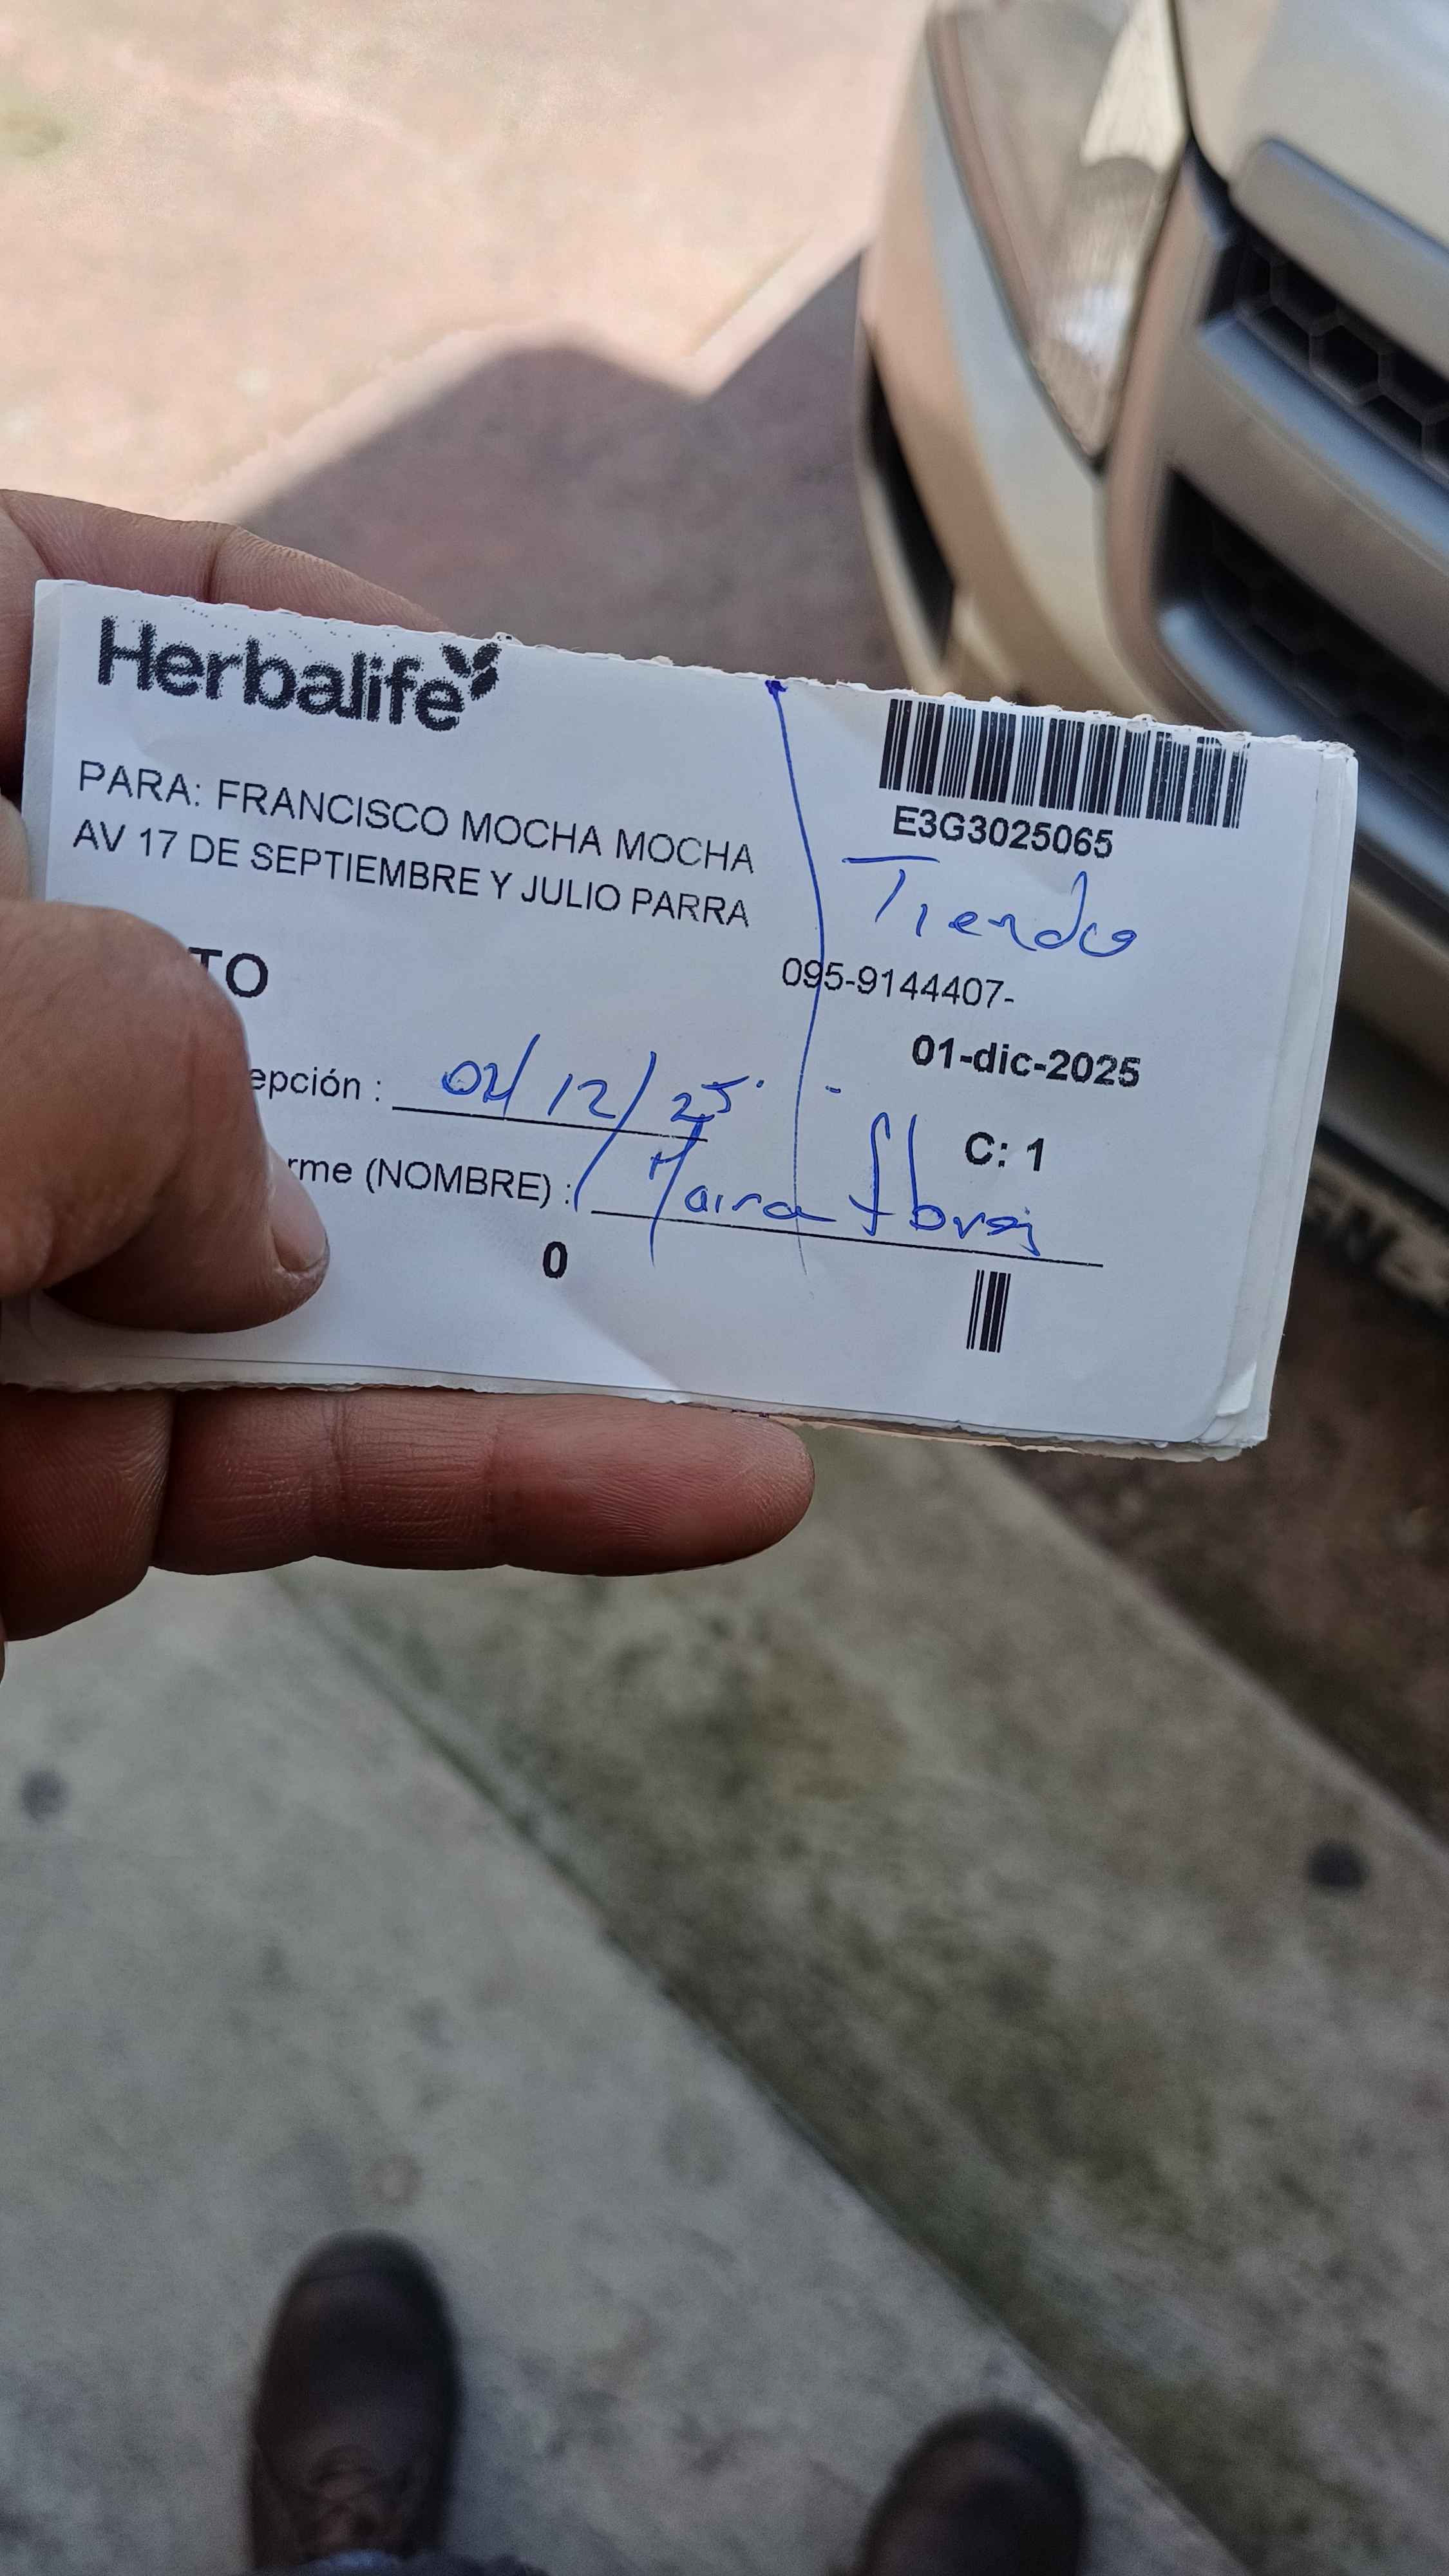 Herbalife
E3G3025065
PARA: FRANCISCO MOCHA MOCHA
AV 17 DE SEPTIEMBRE Y JULIO PARRA
Tienda
TO
095-9144407-
01-dic-2025
epción : 02/12/25
C: 1
rme (NOMBRE) : Maira
0